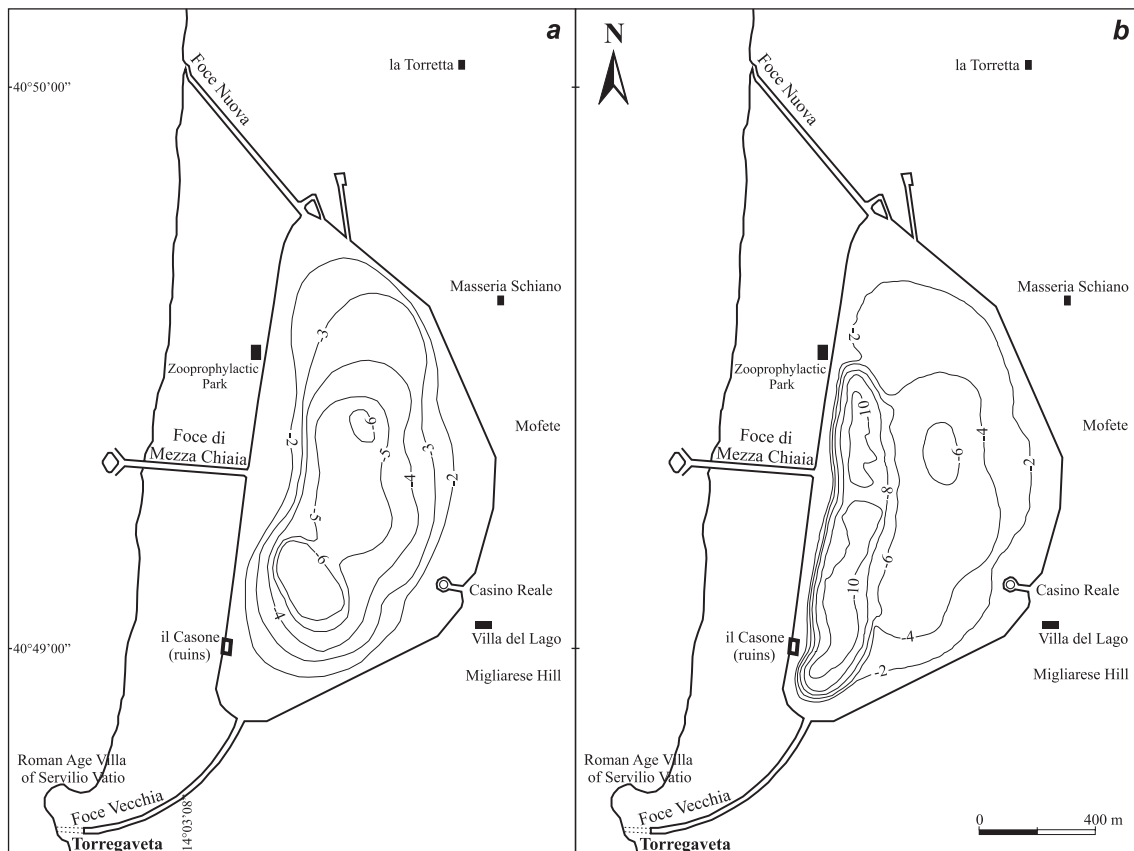 a
la Torretta
40°50'00’’
Foce Nuova
Masseria Schiano
-3
Zooprophylactic
Park
-6
Mofete
Foce di
Mezza Chiaia
-2
-5
-3
-4
-2
-5
-6
-4
Casino Reale
il Casone
(ruins)
Villa del Lago
40°49'00’’
Migliarese Hill
Roman Age Villa
of Servilio Vatio
Foce Vecchia
14°03'08’’
Torregaveta
b
N
la Torretta
Foce Nuova
Masseria Schiano
-2
Zooprophylactic
Park
-10
Mofete
-4
Foce di
Mezza Chiaia
-6
-2
-8
-6
-10
Casino Reale
il Casone
(ruins)
-4
Villa del Lago
-2
Migliarese Hill
Roman Age Villa
of Servilio Vatio
Foce Vecchia
Torregaveta
0 400 m